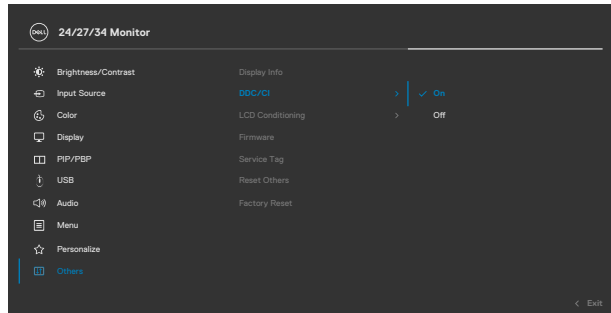 DELL
24/27/34 Monitor
Brightness/Contrast
Display Info
Input Source
DDC/CI
On
Color
LCD Conditioning
Off
Display
Firmware
PIP/PBP
Service Tag
USB
Reset Others
Audio
Factory Reset
Menu
Personalize
Others
Exit